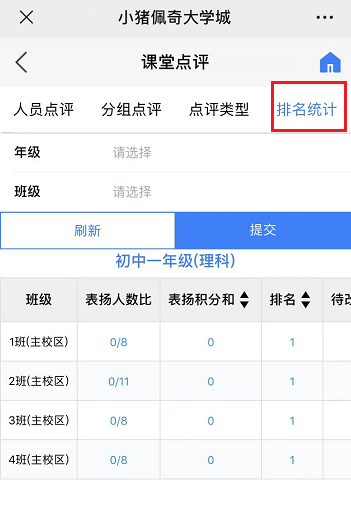 小猪佩奇大学城
课堂点评
人员点评 分组点评 点评类型 排名统计
年级 请选择
班级 请选择
刷新 提交
初中一年级(理科)
班级 表扬人数比 表扬积分和 排名 待改
1班(主校区) 0/8 0 1
2班(主校区) 0/11 0 1
3班(主校区) 0/8 0 1
4班(主校区) 0/8 0 1